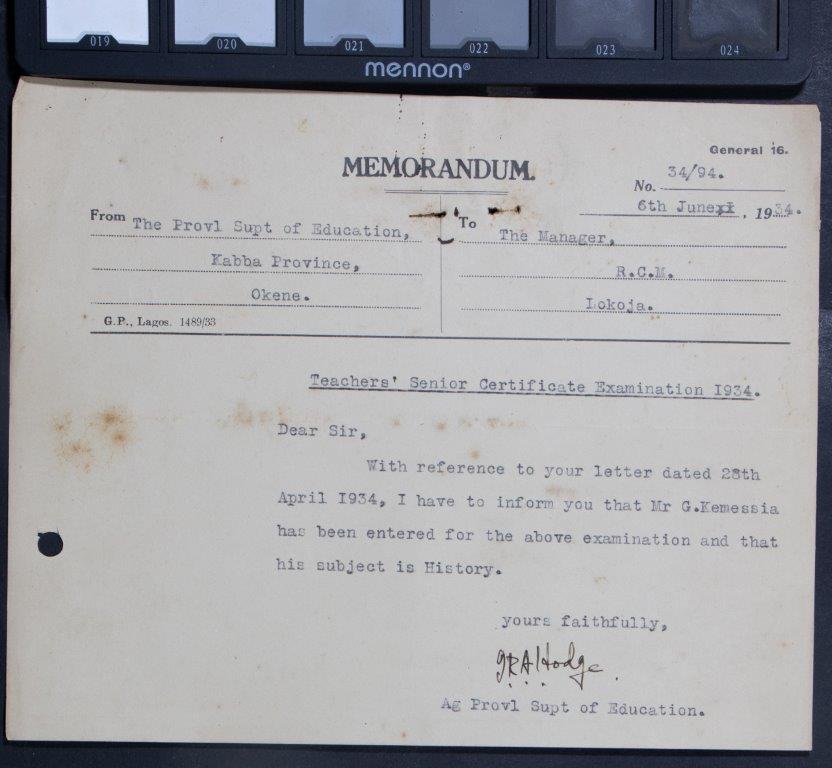 019 020 021 022 023 024
mennon®
General 16.
MEMORANDUM.
No. 34/94.
6th June, 1934.
From The Provl Supt of Education,
Kabba Province,
Okene.
To The Manager,
R.C.M.
Lokoja.
G.P., Lagos. 1489/33
Teachers' Senior Certificate Examination I934.
Dear Sir,
With reference to your letter dated 28th
April I934, I have to inform you that Mr G.Kemessia
has been entered for the above examination and that
his subject is History.
yours faithfully,
JRAHodge.
Ag Provl Supt of Education.